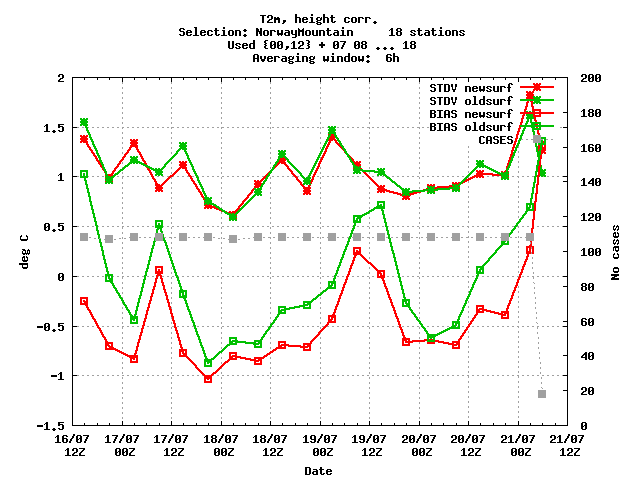 T2m, height corr.
Selection: NorwayMountain 18 stations
Used {00,12} + 07 08 ... 18
Averaging window: 6h
STDV newsurf
STDV oldsurf
BIAS newsurf
BIAS oldsurf
CASES
2
1.5
1
0.5
0
-0.5
-1
-1.5
deg C
200
180
160
140
120
100
80
60
40
20
0
No cases
16/07 17/07 17/07 18/07 18/07 19/07 19/07 20/07 20/07 21/07 21/07
12Z 00Z 12Z 00Z 12Z 00Z 12Z 00Z 12Z 00Z 12Z
Date